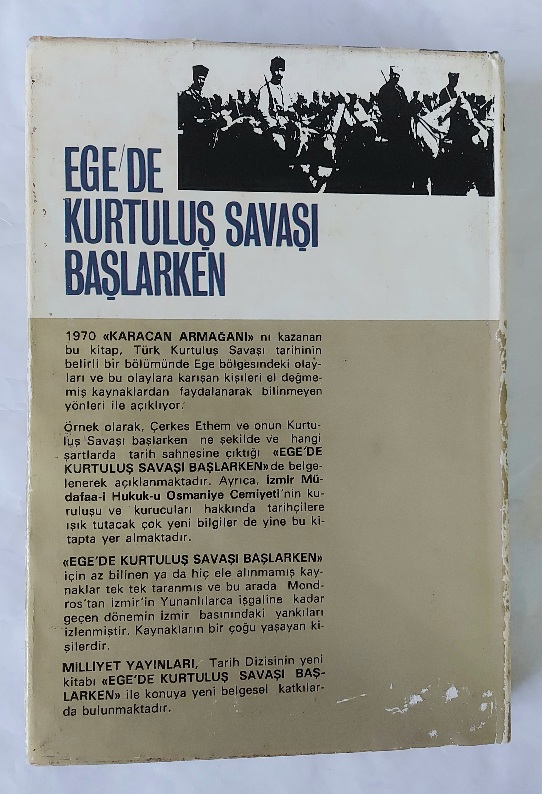 EGE'DE
KURTULUŞ SAVAŞI
BAŞLARKEN
1970 «KARACAN ARMAĞANI» nı kazanan
bu kitap, Türk Kurtuluş Savaşı tarihinin
belirli bir bölümünde Ege bölgesindeki olay-
ları ve bu olaylara karışan kişileri el değme-
miş kaynaklardan faydalanarak bilinmeyen
yönleri ile açıklıyor.
Örnek olarak, Çerkes Ethem ve onun Kurtu-
luş Savaşı başlarken ne şekilde ve hangi
şartlarda tarih sahnesine çıktığı «EGE'DE
KURTULUŞ SAVAŞI BAŞLARKEN» de belge-
lenerek açıklanmaktadır. Ayrıca, İzmir Mü-
dafaa-i Hukuk-u Osmaniye Cemiyeti'nin ku-
ruluşu ve kurucuları hakkında tarihçilere
ışık tutacak çok yeni bilgiler de yine bu ki-
tapta yer almaktadır.
«EGE'DE KURTULUŞ SAVAŞI BAŞLARKEN»
için az bilinen ya da hiç ele alınmamış kay-
naklar tek tek taranmış ve bu arada Mond-
ros'tan İzmir'in Yunanlılarca işgaline kadar
geçen dönemin İzmir basınındaki yankıları
izlenmiştir. Kaynakların bir çoğu yaşayan ki-
şilerdir.
MİLLİYET YAYINLARI, Tarih Dizisinin yeni
kitabı «EGE'DE KURTULUŞ SAVAŞI BAŞ-
LARKEN» ile konuya yeni belgesel katkılar-
da bulunmaktadır.